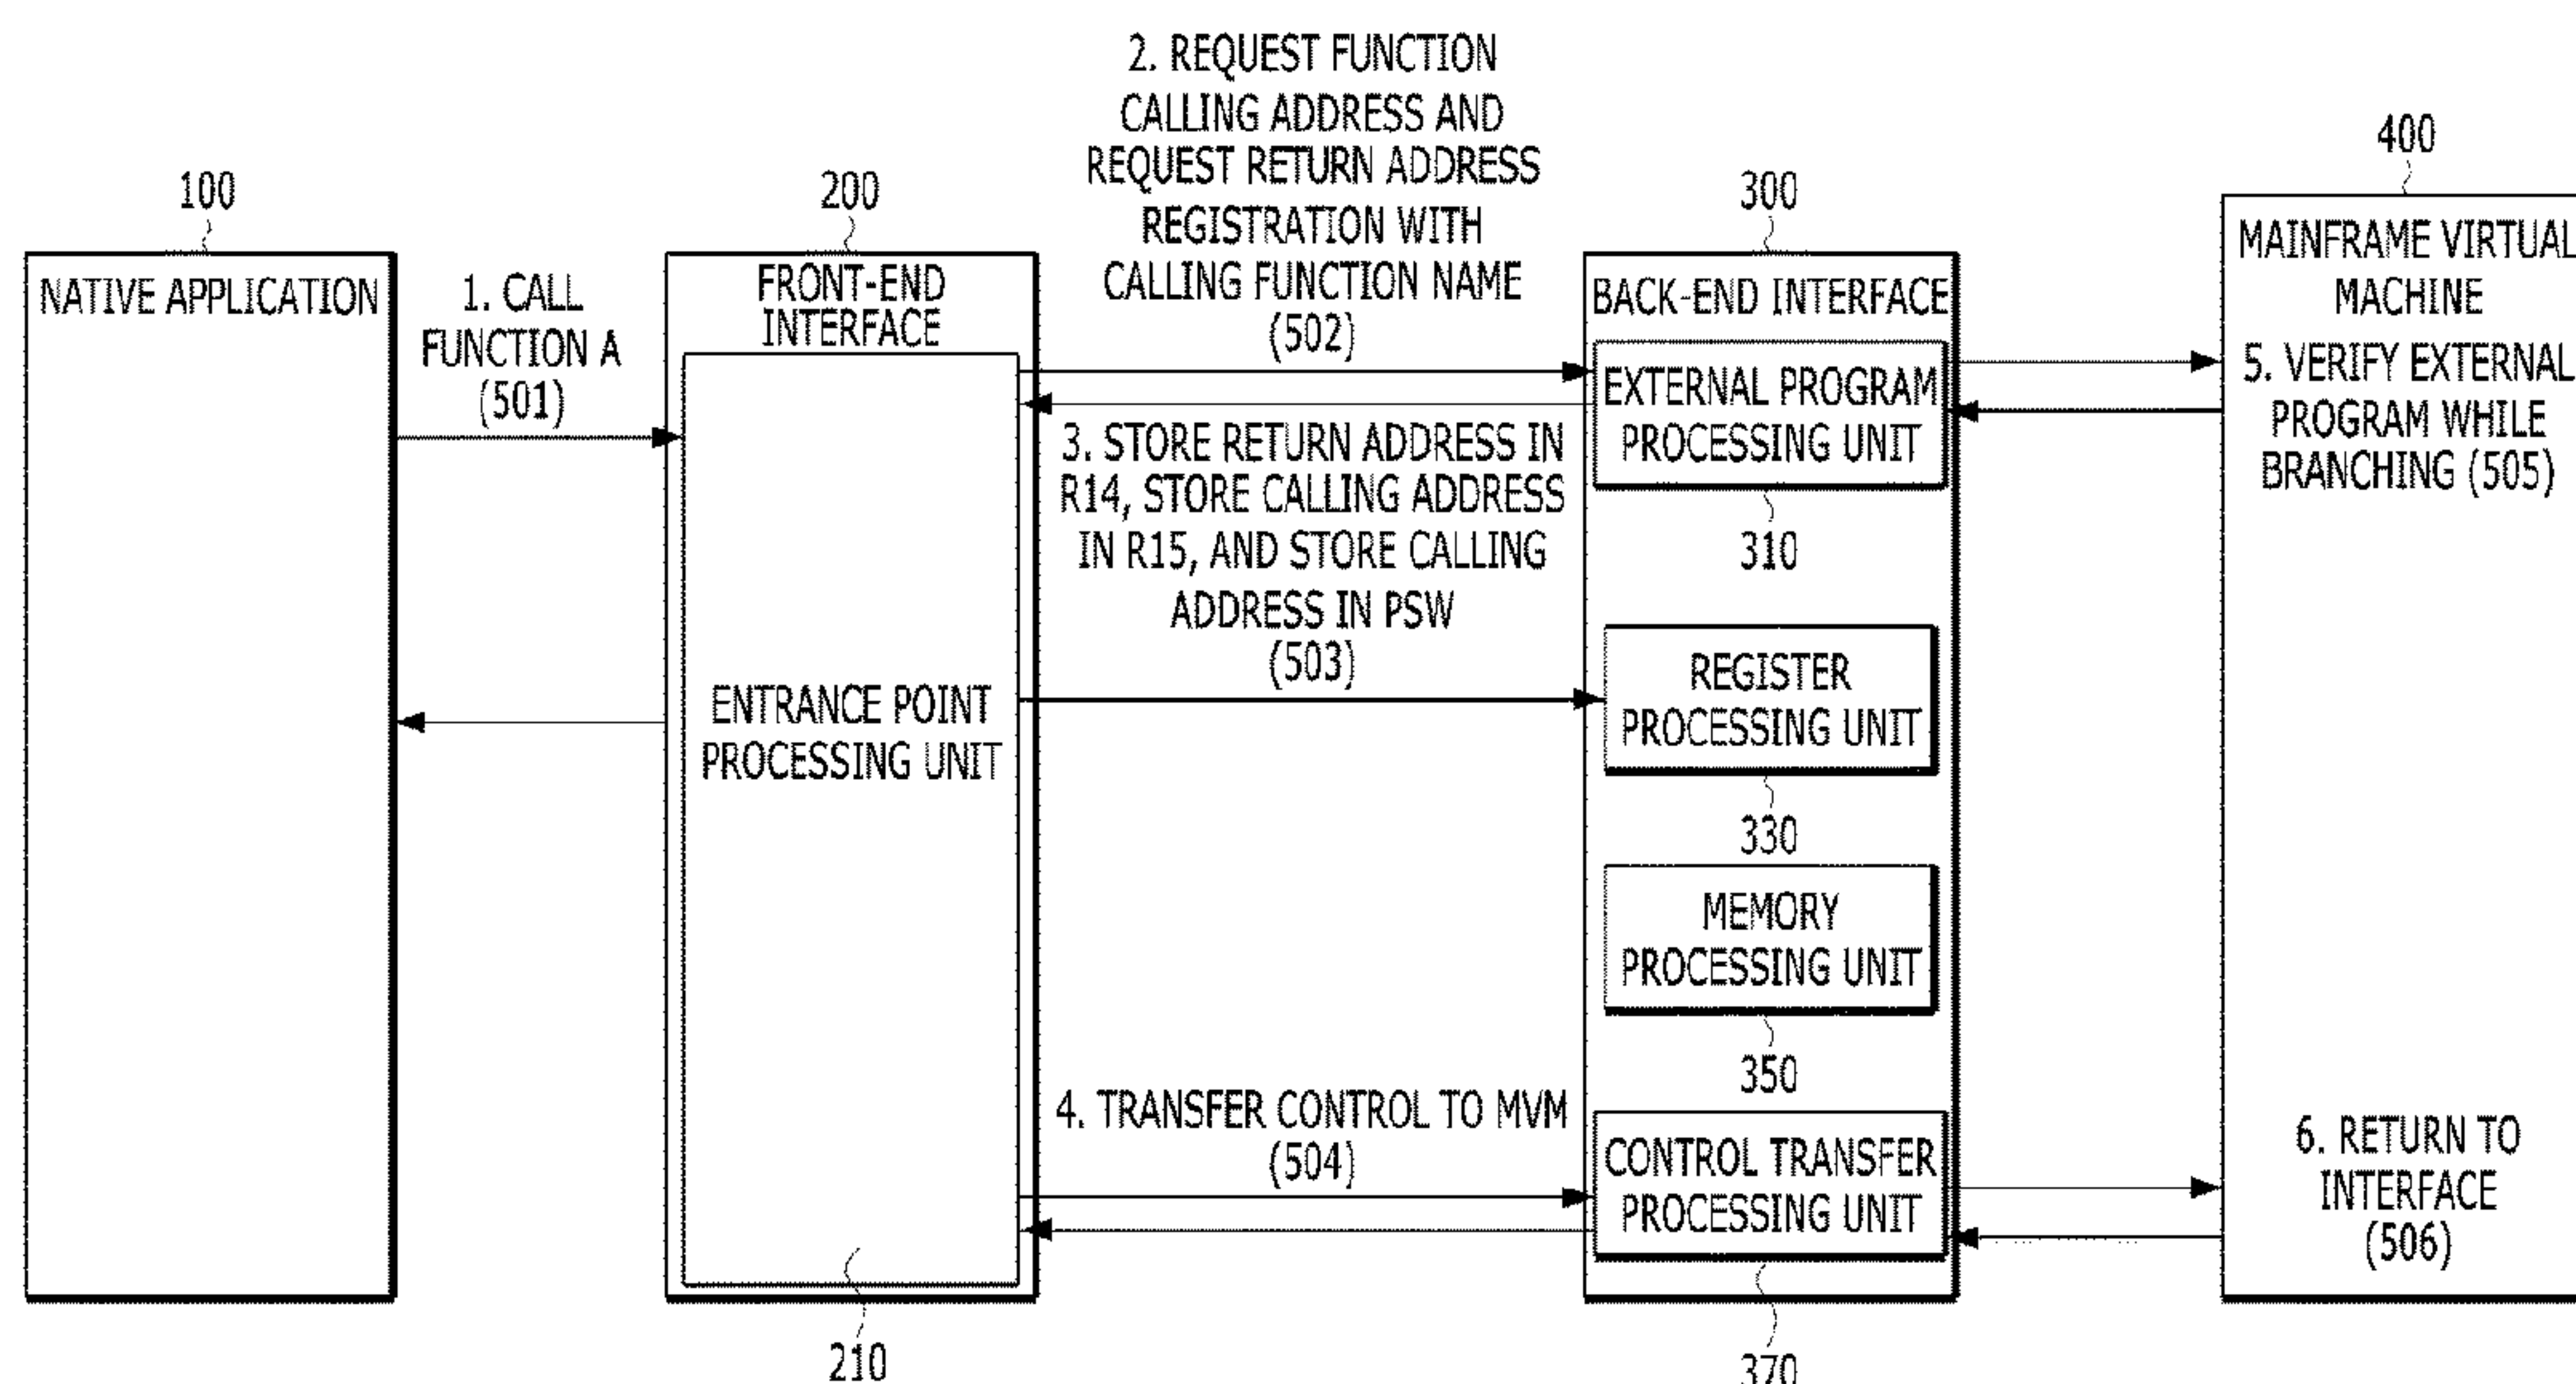 100
NATIVE APPLICATION
1. CALL
FUNCTION A
(501)
200
FRONT-END
INTERFACE
ENTRANCE POINT
PROCESSING UNIT
210
2. REQUEST FUNCTION
CALLING ADDRESS AND
REQUEST RETURN ADDRESS
REGISTRATION WITH
CALLING FUNCTION NAME
(502)
3. STORE RETURN ADDRESS IN
R14, STORE CALLING ADDRESS
IN R15, AND STORE CALLING
ADDRESS IN PSW
(503)
4. TRANSFER CONTROL TO MVM
(504)
300
BACK-END INTERFACE
EXTERNAL PROGRAM
PROCESSING UNIT
310
REGISTER
PROCESSING UNIT
330
MEMORY
PROCESSING UNIT
350
CONTROL TRANSFER
PROCESSING UNIT
370
400
MAINFRAME VIRTUAL
MACHINE
5. VERIFY EXTERNAL
PROGRAM WHILE
BRANCHING (505)
6. RETURN TO
INTERFACE
(506)